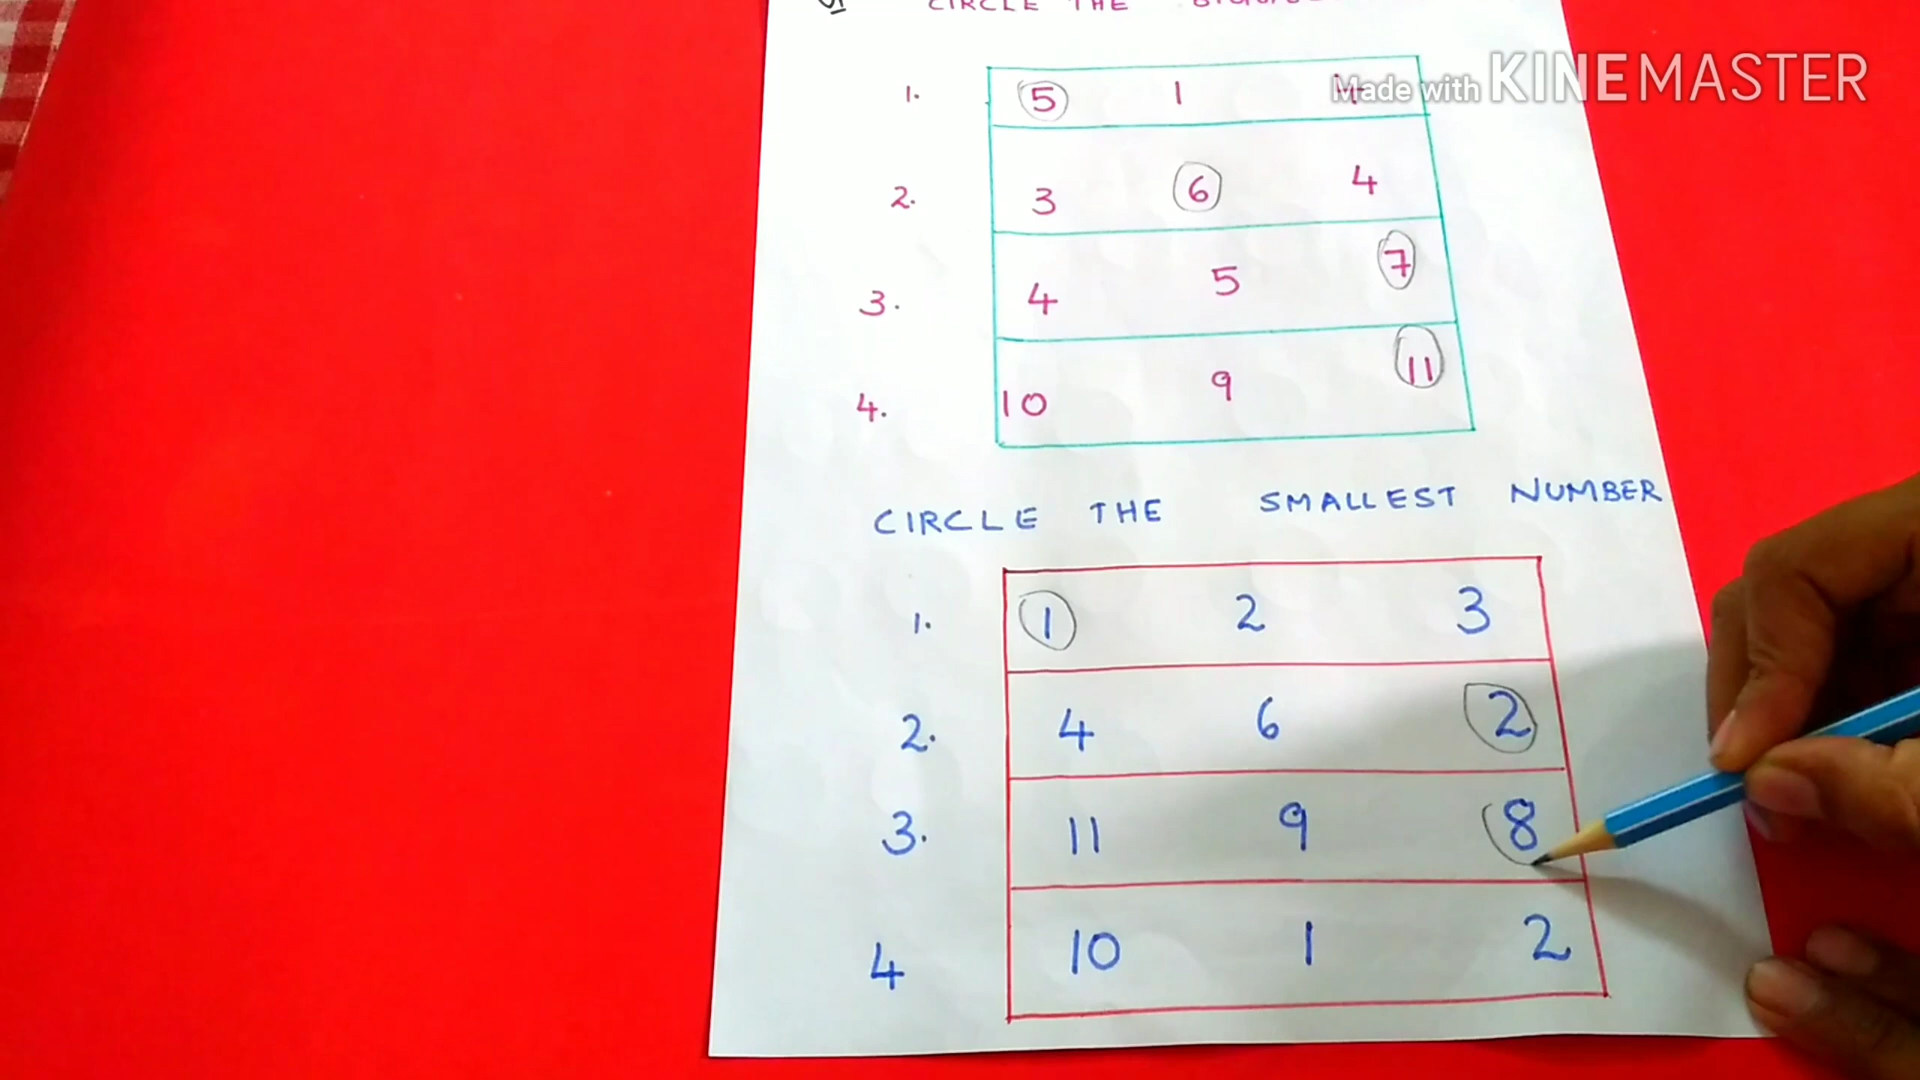 CIRCLE THE
Made with KINEMASTER
1. 5 1 4
2. 3 6 4
3. 4 5 7
4. 10 9 11
CIRCLE THE SMALLEST NUMBER
1. 1 2 3
2. 4 6 2
3. 11 9 8
4 10 1 2